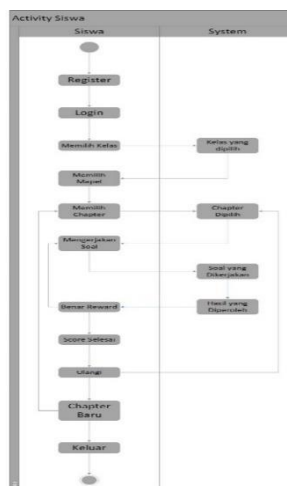 Activity Siswa
Siswa
System
Register
Login
Memilih Kelas
Kelas yang
dipilih
Memilih
Mapel
Memilih
Chapter
Chapter
Dipilih
Mengerjakan
Soal
Soal yang
Dikerjakan
Benar Reward
Hasil yang
Diperoleh
Score Selesai
Ulangi
Chapter
Baru
Keluar